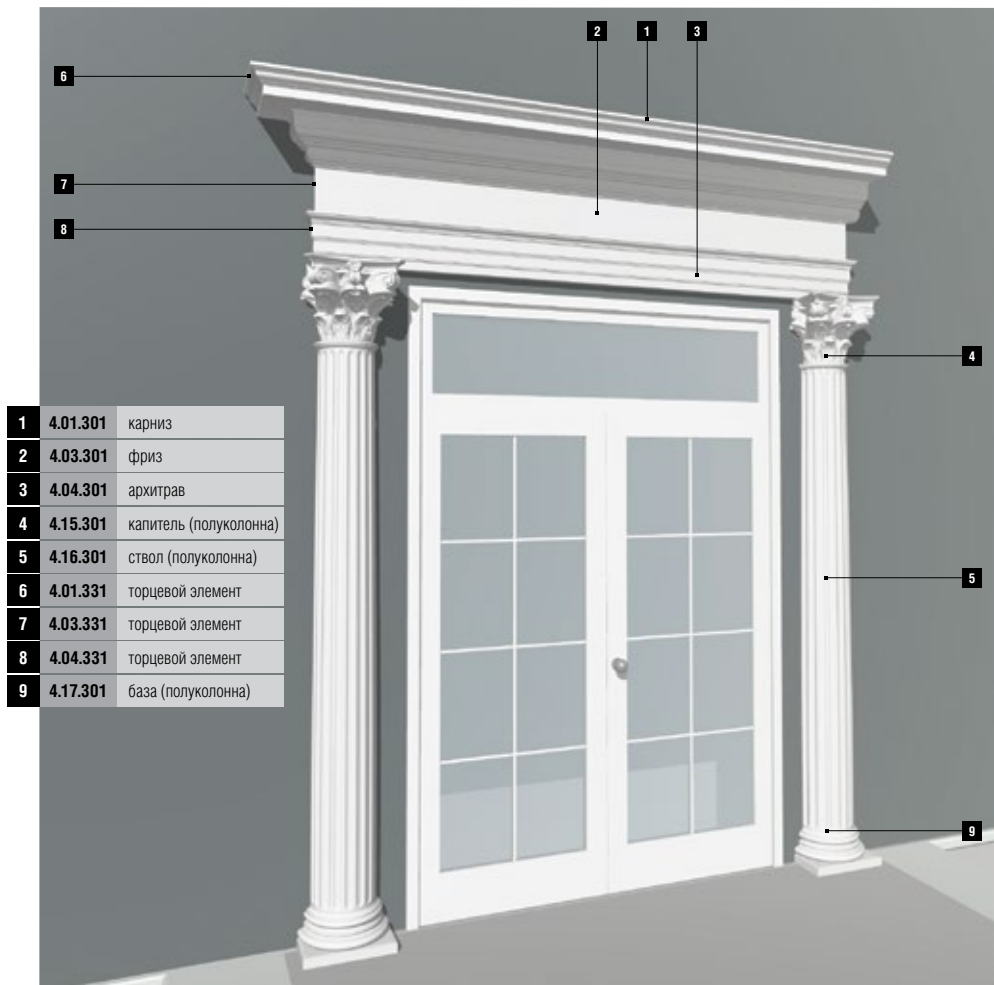 2 1 3
6
7
8
4
1 4.01.301 карниз
2 4.03.301 фриз
3 4.04.301 архитрав
4 4.15.301 капитель (полуколонна)
5 4.16.301 ствол (полуколонна)
6 4.01.331 торцевой элемент
7 4.03.331 торцевой элемент
8 4.04.331 торцевой элемент
9 4.17.301 база (полуколонна)
5
9